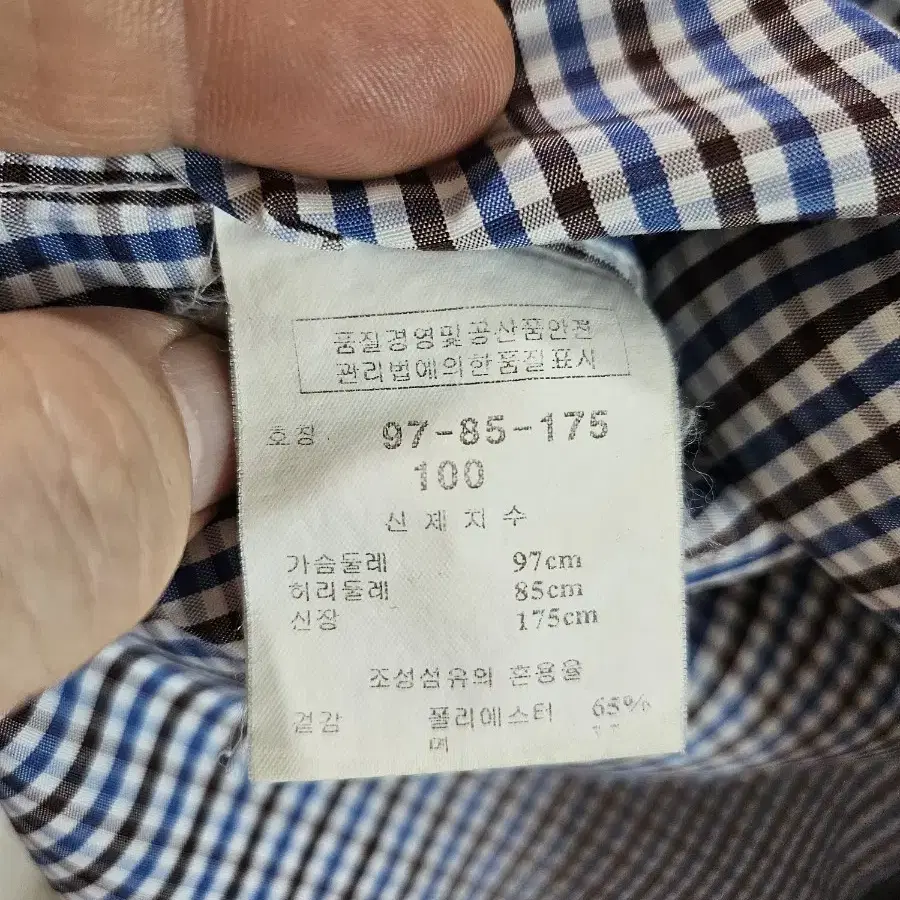 품질경영및공산품안전
관리법에의한품질표시
호칭 97-85-175
100
신체치수
가슴둘레 97cm
허리둘레 85cm
신장 175cm
조성섬유의 혼용율
겉감 폴리에스터 65%
면